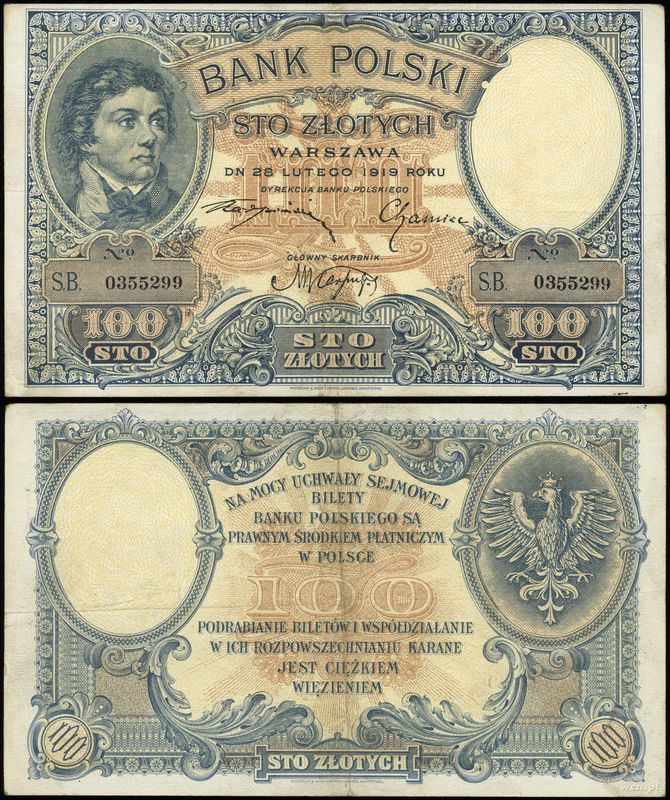 BANK POLSKI
STO ZŁOTYCH
WARSZAWA
DN 28 LUTEGO 1919 ROKU
DYREKCJA BANKU POLSKIEGO
GŁÓWNY SKARBNIK
No No
S.B. 0355299 S.B. 0355299
100 100
STO STO
STO
ZŁOTYCH
NA MOCY UCHWAŁY SEJMOWEJ
BILETY
BANKU POLSKIEGO SĄ
PRAWNYM ŚRODKIEM PŁATNICZYM
W POLSCE
100
PODRABIANIE BILETÓW I WSPÓŁDZIAŁANIE
W ICH ROZPOWSZECHNIANIU KARANE
JEST CIĘŻKIEM
WIĘZIENIEM
100 100
STO ZŁOTYCH
wcn.pl